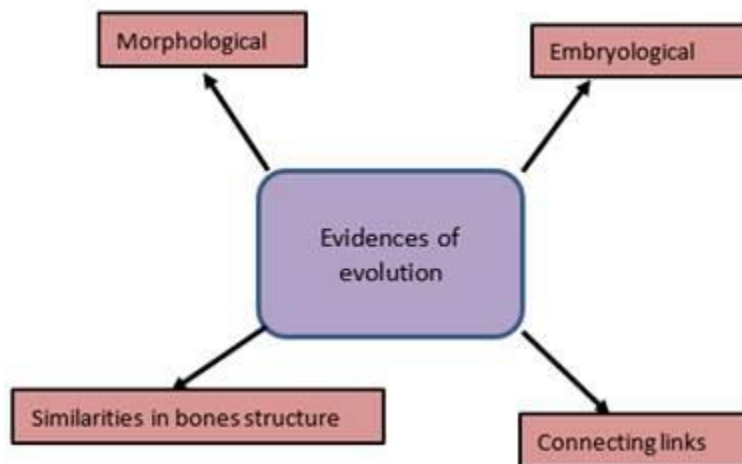 Morphological
Embryological
Evidences of
evolution
Similarities in bones structure
Connecting links